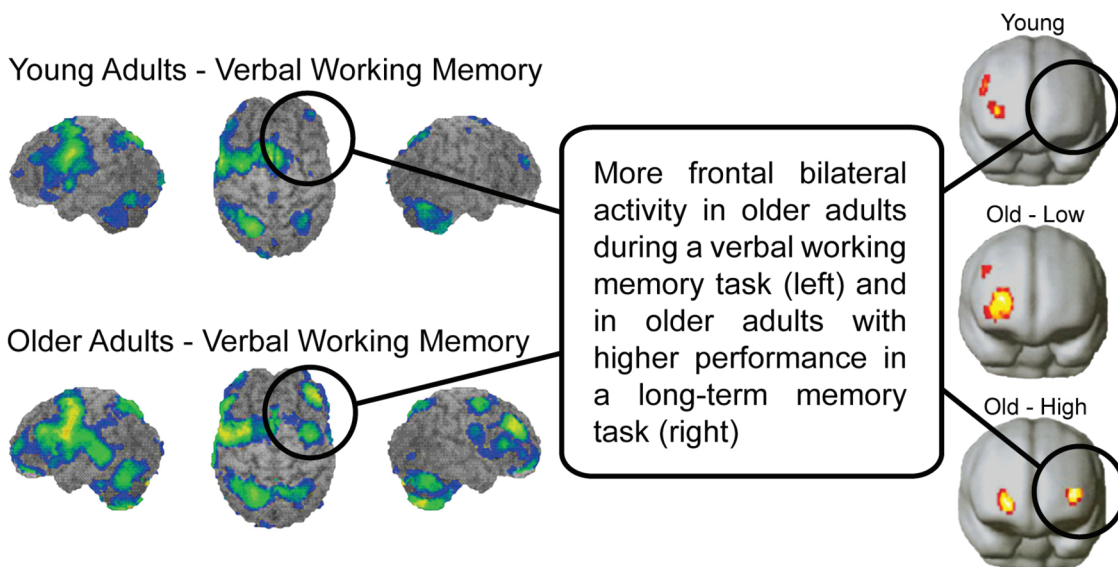 Young Adults - Verbal Working Memory
Older Adults - Verbal Working Memory
More frontal bilateral
activity in older adults
during a verbal working
memory task (left) and
in older adults with
higher performance in
a long-term memory
task (right)
Young
Old - Low
Old - High